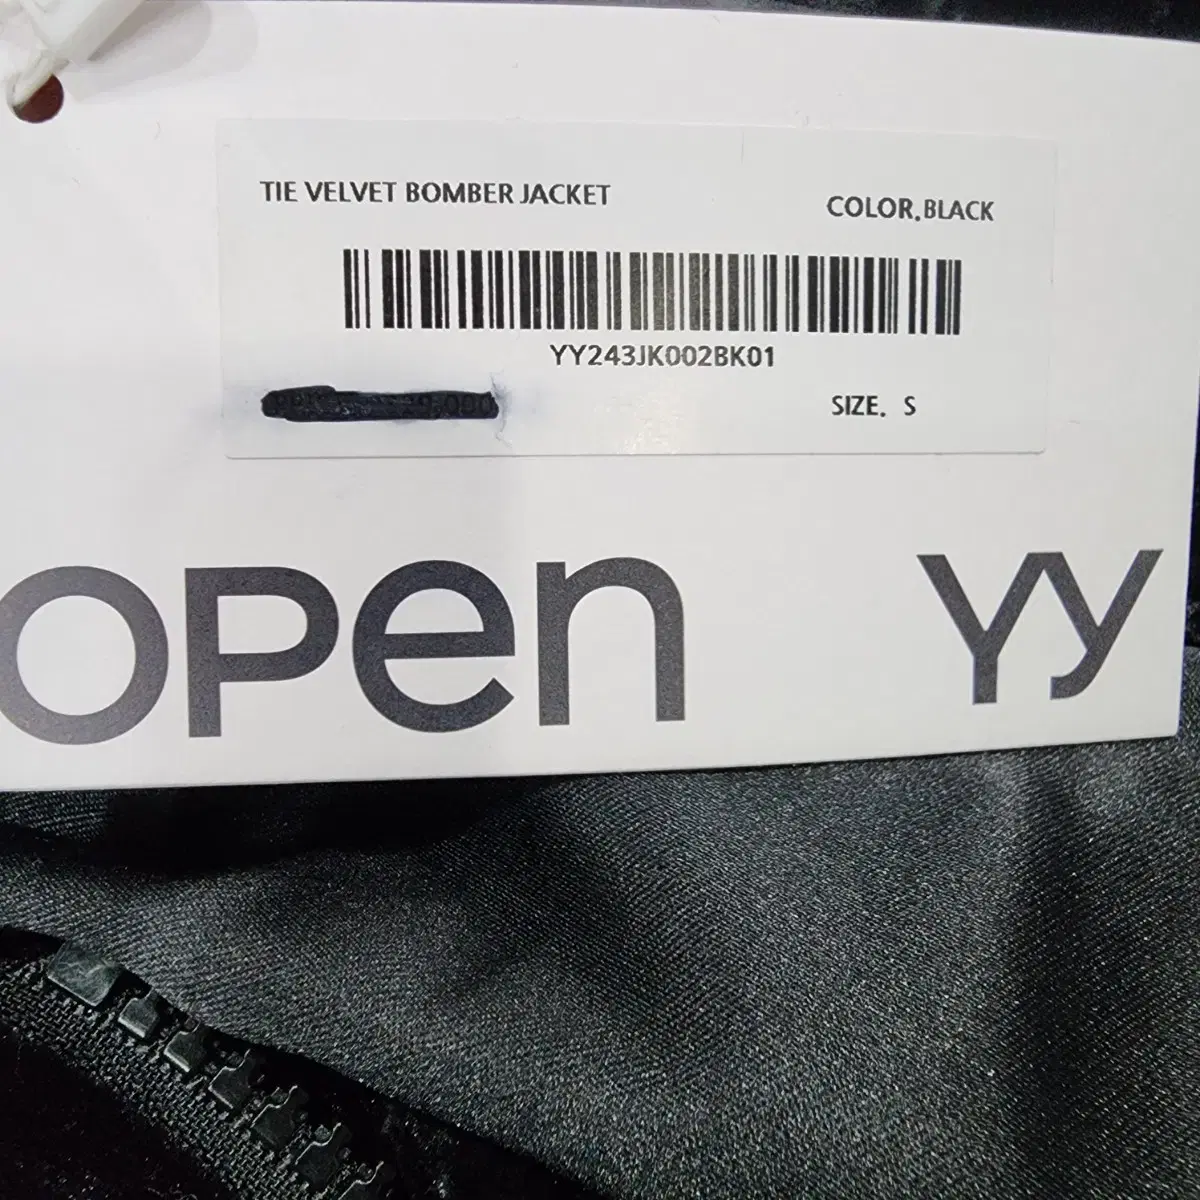 TIE VELVET BOMBER JACKET
COLOR.BLACK
YY243JK002BK01
SIZE. S
OPEN YY